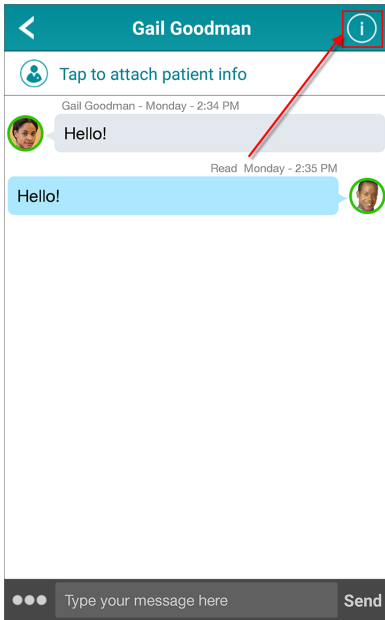 Gail Goodman
Tap to attach patient info
Gail Goodman - Monday - 2:34 PM
Hello!
Read Monday - 2:35 PM
Hello!
Type your message here
Send